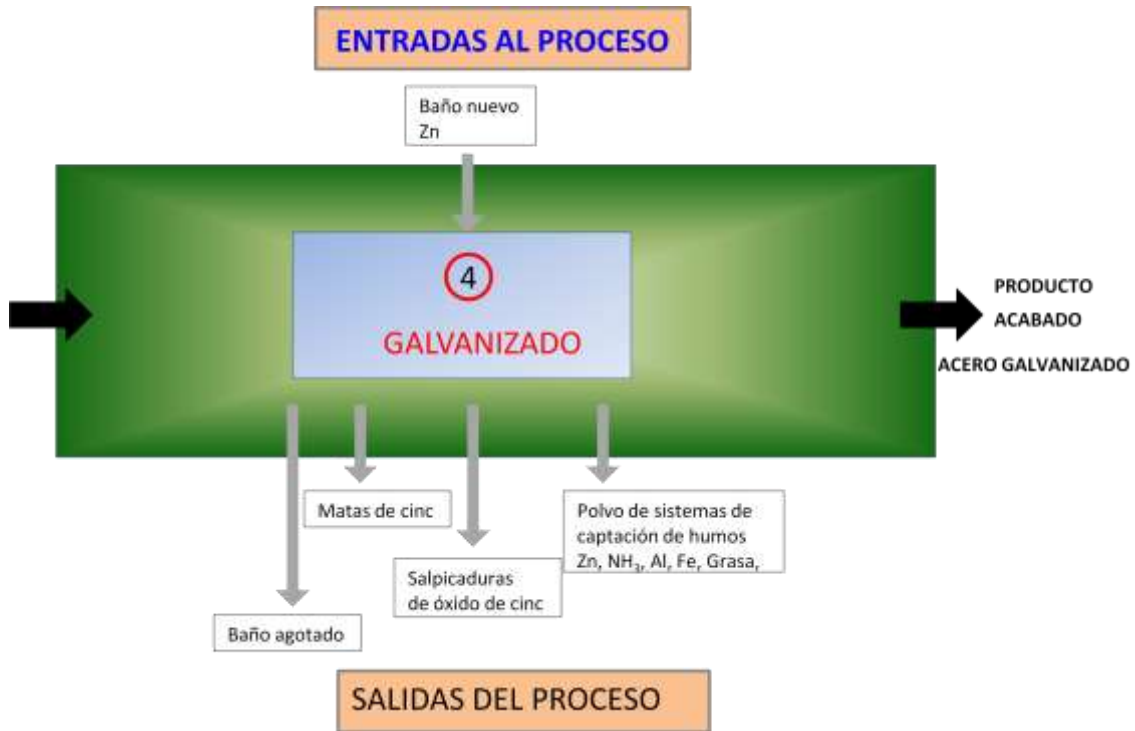 ENTRADAS AL PROCESO
Baño nuevo
Zn
4
GALVANIZADO
PRODUCTO
ACABADO
ACERO GALVANIZADO
Matas de cinc
Polvo de sistemas de
captación de humos
Zn, NH₃, Al, Fe, Grasa,
Salpicaduras
de óxido de cinc
Baño agotado
SALIDAS DEL PROCESO